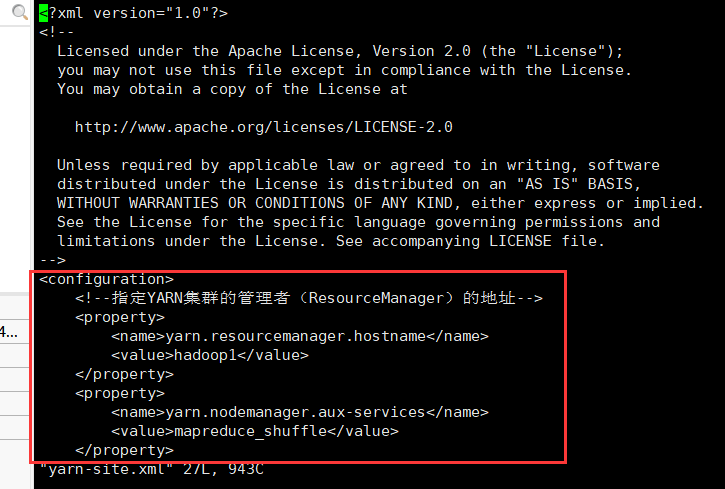 4...
<?xml version="1.0"?>
<!--
  Licensed under the Apache License, Version 2.0 (the "License");
  you may not use this file except in compliance with the License.
  You may obtain a copy of the License at

    http://www.apache.org/licenses/LICENSE-2.0

  Unless required by applicable law or agreed to in writing, software
  distributed under the License is distributed on an "AS IS" BASIS,
  WITHOUT WARRANTIES OR CONDITIONS OF ANY KIND, either express or implied.
  See the License for the specific language governing permissions and
  limitations under the License. See accompanying LICENSE file.
-->
<configuration>
    <!--指定YARN集群的管理者（ResourceManager）的地址-->
    <property>
        <name>yarn.resourcemanager.hostname</name>
        <value>hadoop1</value>
    </property>
    <property>
        <name>yarn.nodemanager.aux-services</name>
        <value>mapreduce_shuffle</value>
    </property>
"yarn-site.xml" 27L, 943C